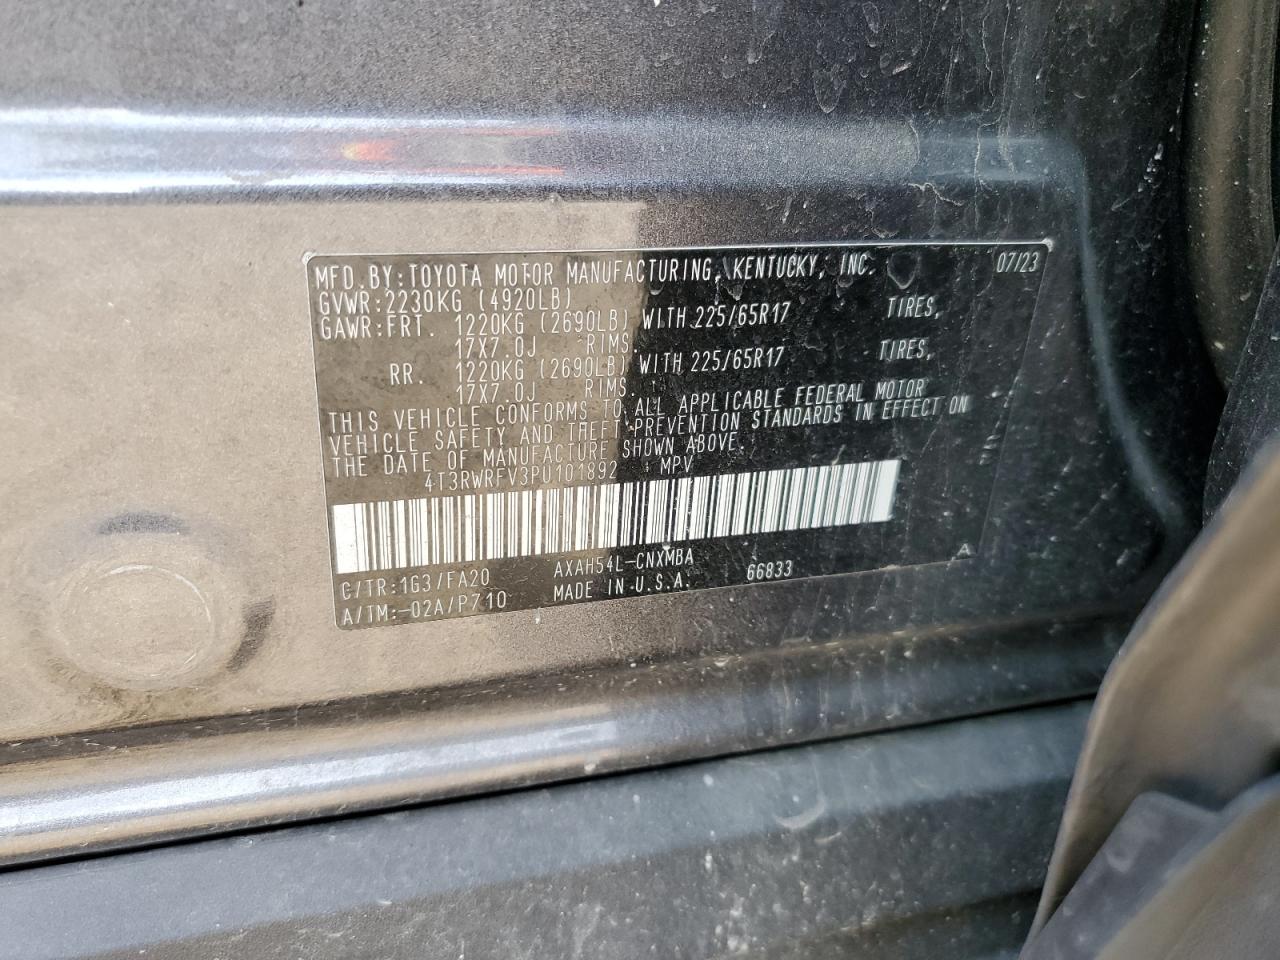 MFD.BY:TOYOTA MOTOR MANUFACTURING, KENTUCKY, INC. 07/23
GVWR:2230KG (4920LB)
GAWR:FRT. 1220KG (2690LB) WITH 225/65R17 TIRES,
17X7.0J RIMS.
RR. 1220KG (2690LB) WITH 225/65R17 TIRES,
17X7.0J RIMS.
THIS VEHICLE CONFORMS TO ALL APPLICABLE FEDERAL MOTOR
VEHICLE SAFETY AND THEFT PREVENTION STANDARDS IN EFFECT ON
THE DATE OF MANUFACTURE SHOWN ABOVE.
4T3RWRFV3PU101892 MPV
C/TR:1G3/FA20 AXAH54L-CNXMBA A
A/TM:-02A/P710 MADE IN U.S.A. 66833